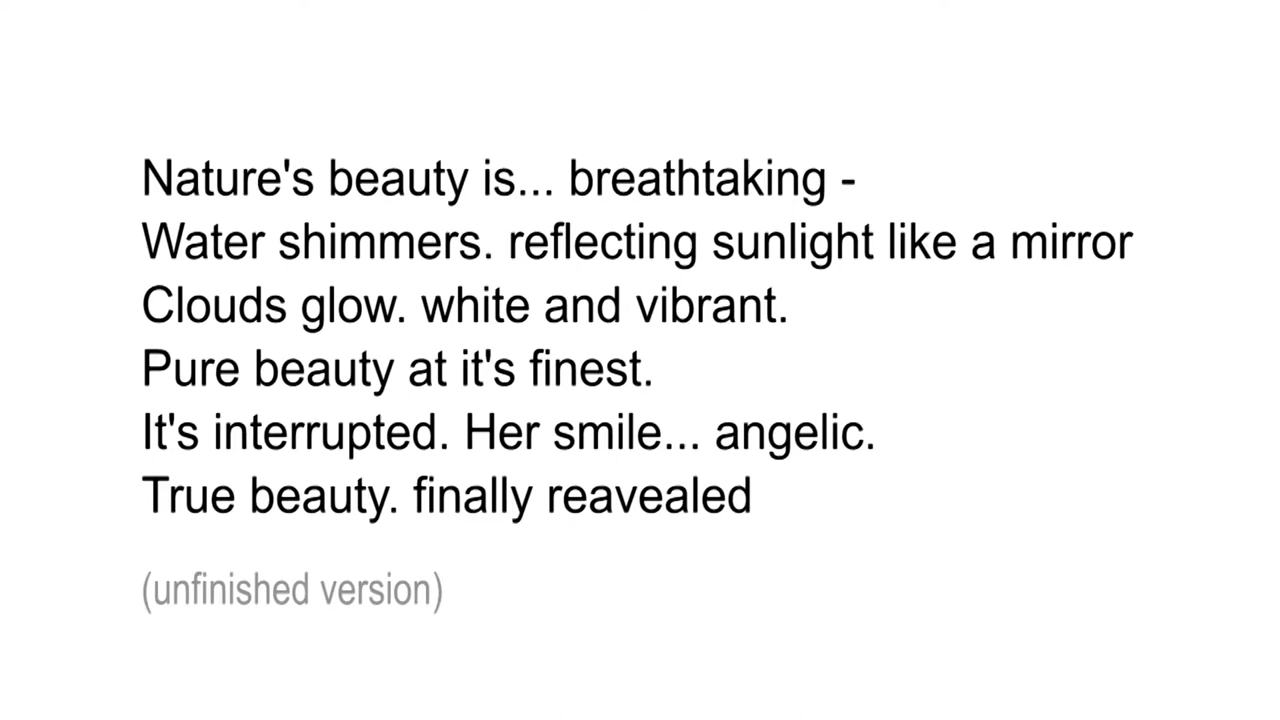 Nature's beauty is... breathtaking -
Water shimmers. reflecting sunlight like a mirror
Clouds glow. white and vibrant.
Pure beauty at it's finest.
It's interrupted. Her smile... angelic.
True beauty. finally reavealed
(unfinished version)